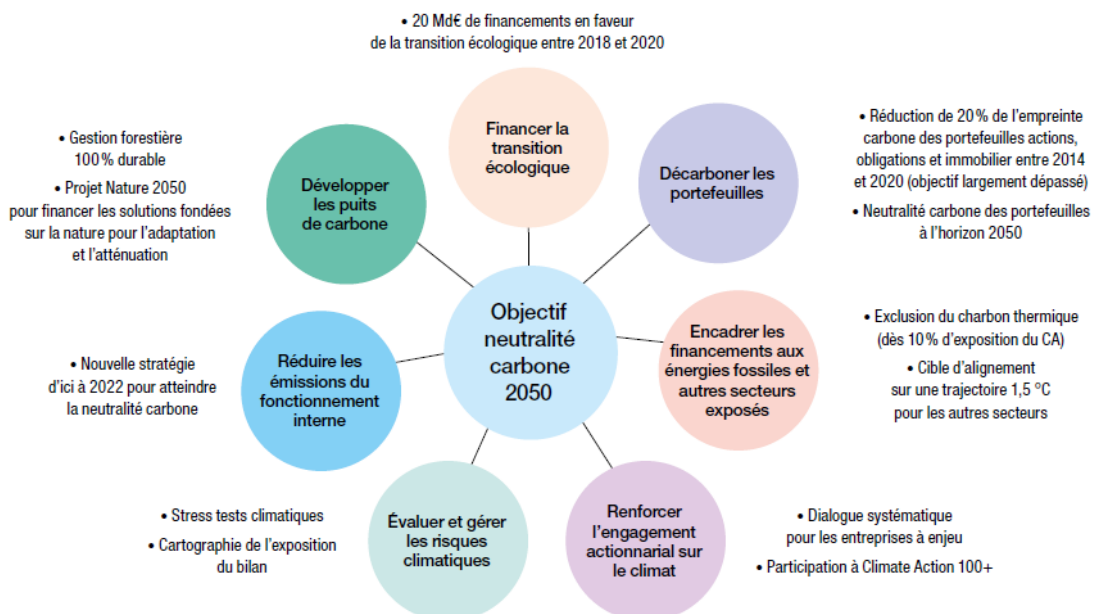 • 20 Md€ de financements en faveur
de la transition écologique entre 2018 et 2020
Financer la
transition
écologique
Décarboner les
portefeuilles
• Réduction de 20 % de l’empreinte
carbone des portefeuilles actions,
obligations et immobilier entre 2014
et 2020 (objectif largement dépassé)
• Neutralité carbone des portefeuilles
à l’horizon 2050
Encadrer les
financements aux
énergies fossiles et
autres secteurs
exposés
• Exclusion du charbon thermique
(dès 10 % d’exposition du CA)
• Cible d’alignement
sur une trajectoire 1,5 °C
pour les autres secteurs
Renforcer
l’engagement
actionnarial sur
le climat
• Dialogue systématique
pour les entreprises à enjeu
• Participation à Climate Action 100+
Évaluer et gérer
les risques
climatiques
• Stress tests climatiques
• Cartographie de l’exposition
du bilan
Réduire les
émissions du
fonctionnement
interne
• Nouvelle stratégie
d’ici à 2022 pour atteindre
la neutralité carbone
Développer
les puits
de carbone
• Gestion forestière
100 % durable
• Projet Nature 2050
pour financer les solutions fondées
sur la nature pour l’adaptation
et l’atténuation
Objectif
neutralité
carbone
2050